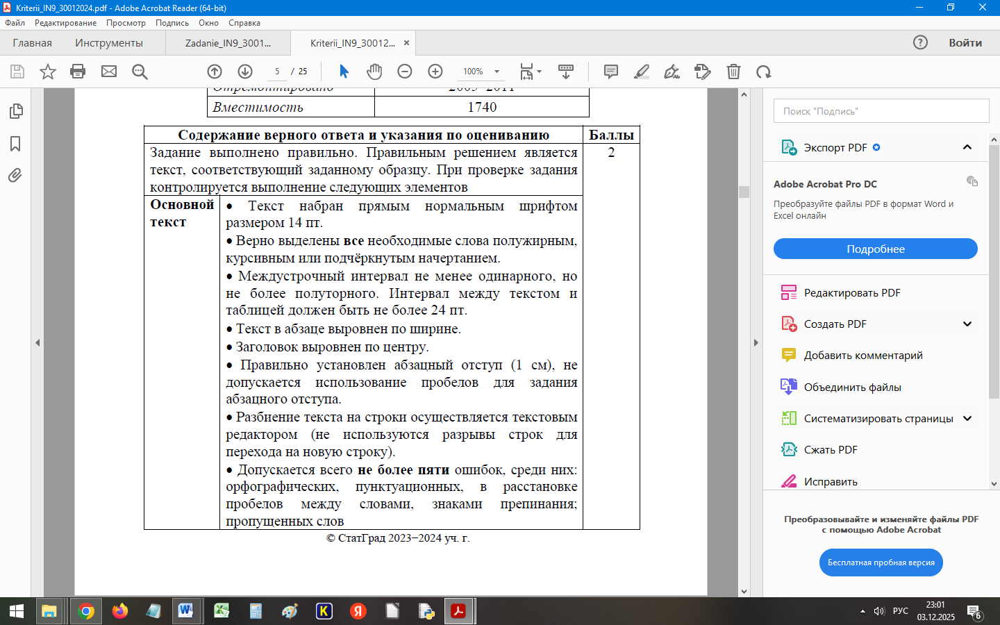 Kriterii_IN9_30012024.pdf - Adobe Acrobat Reader (64-bit)
Файл Редактирование Просмотр Подпись Окно Справка
Главная Инструменты Zadanie_IN9_3001... Kriterii_IN9_30012... × ? Войти
5 / 25 100%
Отремонтировано 2005–2011
Вместимость 1740
Содержание верного ответа и указания по оцениванию Баллы
Задание выполнено правильно. Правильным решением является 2
текст, соответствующий заданному образцу. При проверке задания
контролируется выполнение следующих элементов
Основной
текст
• Текст набран прямым нормальным шрифтом
размером 14 пт.
• Верно выделены все необходимые слова полужирным,
курсивным или подчёркнутым начертанием.
• Междустрочный интервал не менее одинарного, но
не более полуторного. Интервал между текстом и
таблицей должен быть не более 24 пт.
• Текст в абзаце выровнен по ширине.
• Заголовок выровнен по центру.
• Правильно установлен абзацный отступ (1 см), не
допускается использование пробелов для задания
абзацного отступа.
• Разбиение текста на строки осуществляется текстовым
редактором (не используются разрывы строк для
перехода на новую строку).
• Допускается всего не более пяти ошибок, среди них:
орфографических, пунктуационных, в расстановке
пробелов между словами, знаками препинания;
пропущенных слов
© СтатГрад 2023−2024 уч. г.
Поиск "Подпись"
Экспорт PDF
Adobe Acrobat Pro DC
Преобразуйте файлы PDF в формат Word и
Excel онлайн
Подробнее
Редактировать PDF
Создать PDF
Добавить комментарий
Объединить файлы
Систематизировать страницы
Сжать PDF
Исправить
Преобразовывайте и изменяйте файлы PDF
с помощью Adobe Acrobat
Бесплатная пробная версия
РУС
23:01
03.12.2025
6